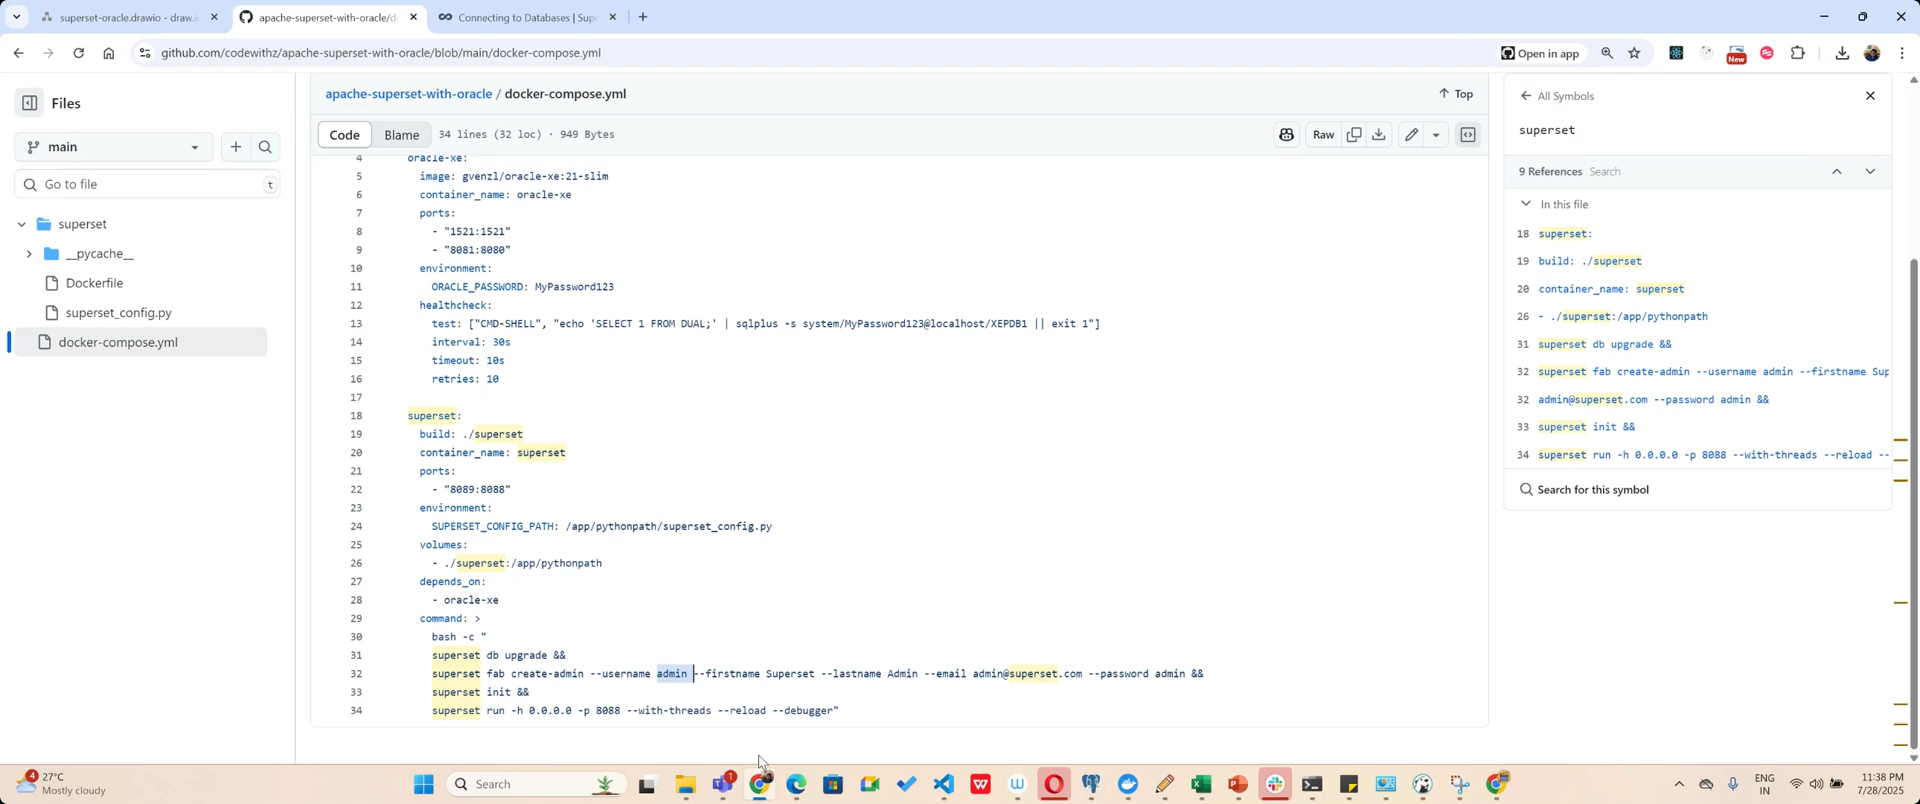 superset-oracle.drawio - draw.i
apache-superset-with-oracle/d
Connecting to Databases | Sup
github.com/codewithz/apache-superset-with-oracle/blob/main/docker-compose.yml
Open in app
New
Files
main
Go to file
t
superset
__pycache__
Dockerfile
superset_config.py
docker-compose.yml
apache-superset-with-oracle / docker-compose.yml
Top
Code
Blame
34 lines (32 loc) · 949 Bytes
Raw
4 oracle-xe:
5 image: gvenzl/oracle-xe:21-slim
6 container_name: oracle-xe
7 ports:
8 - "1521:1521"
9 - "8081:8080"
10 environment:
11 ORACLE_PASSWORD: MyPassword123
12 healthcheck:
13 test: ["CMD-SHELL", "echo 'SELECT 1 FROM DUAL;' | sqlplus -s system/MyPassword123@localhost/XEPDB1 || exit 1"]
14 interval: 30s
15 timeout: 10s
16 retries: 10
17
18 superset:
19 build: ./superset
20 container_name: superset
21 ports:
22 - "8089:8088"
23 environment:
24 SUPERSET_CONFIG_PATH: /app/pythonpath/superset_config.py
25 volumes:
26 - ./superset:/app/pythonpath
27 depends_on:
28 - oracle-xe
29 command: >
30 bash -c "
31 superset db upgrade &&
32 superset fab create-admin --username admin --firstname Superset --lastname Admin --email admin@superset.com --password admin &&
33 superset init &&
34 superset run -h 0.0.0.0 -p 8088 --with-threads --reload --debugger"
All Symbols
superset
9 References Search
In this file
18 superset:
19 build: ./superset
20 container_name: superset
26 - ./superset:/app/pythonpath
31 superset db upgrade &&
32 superset fab create-admin --username admin --firstname Sup
32 admin@superset.com --password admin &&
33 superset init &&
34 superset run -h 0.0.0.0 -p 8088 --with-threads --reload --
Search for this symbol
4
27°C
Mostly cloudy
Search
1
ENG
IN
11:38 PM
7/28/2025